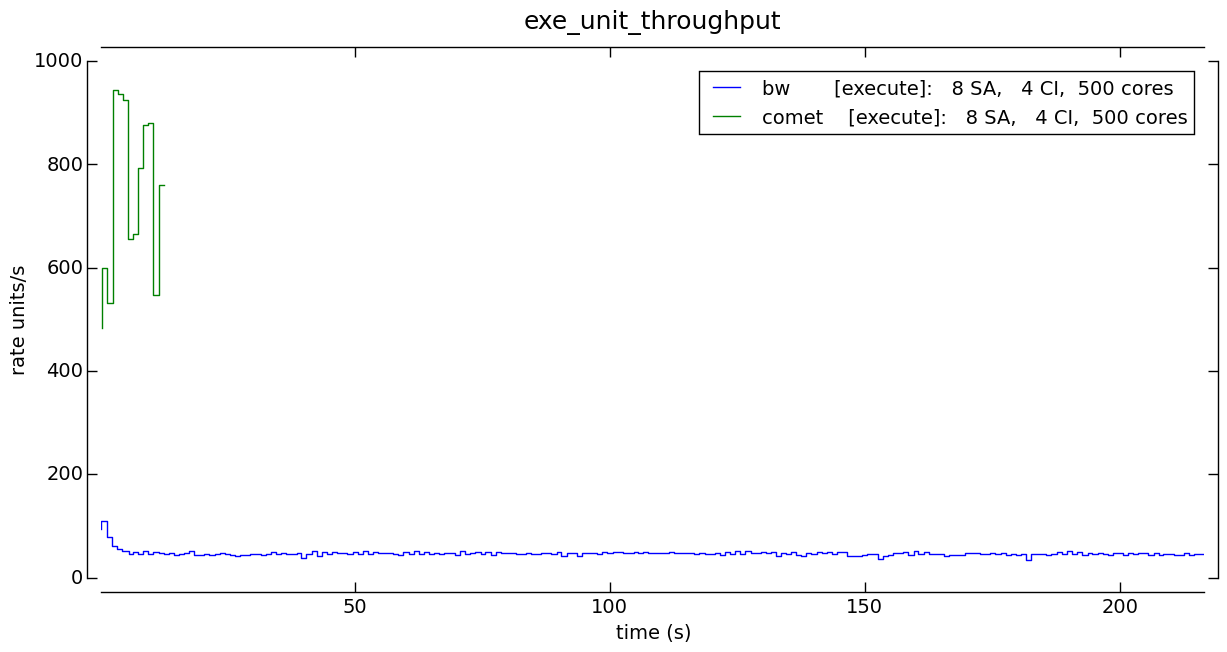 exe_unit_throughput
1000
800
600
400
200
0
rate units/s
bw [execute]: 8 SA, 4 CI, 500 cores
comet [execute]: 8 SA, 4 CI, 500 cores
50 100 150 200
time (s)